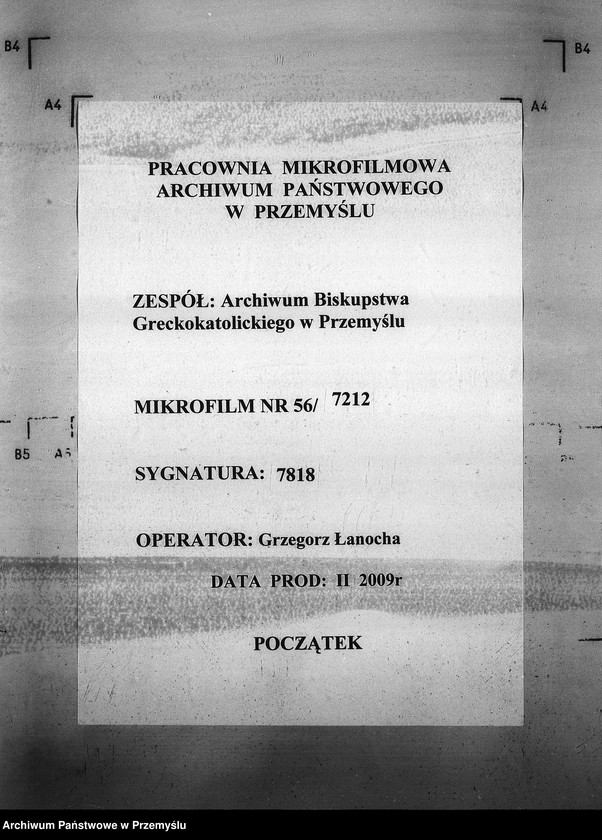 B4
B4
A4
A4
PRACOWNIA MIKROFILMOWA
ARCHIWUM PAŃSTWOWEGO
W PRZEMYŚLU
ZESPÓŁ: Archiwum Biskupstwa
Greckokatolickiego w Przemyślu
MIKROFILM NR 56/ 7212
B5 A5
SYGNATURA: 7818
OPERATOR: Grzegorz Łanocha
DATA PROD: II 2009r
POCZĄTEK
Archiwum Państwowe w Przemyślu